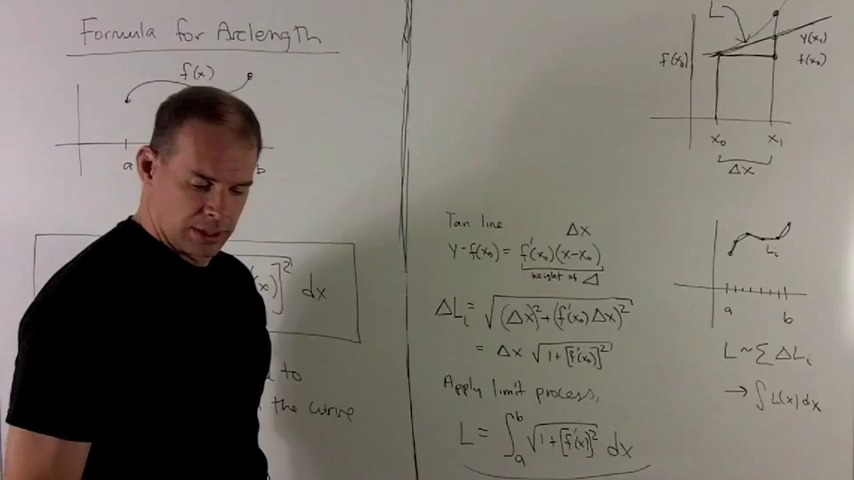 Formula for Arclength
f(x)
a
b
(x)]² dx
to
the curve
L
y(x₁)
f(x₀)
f(x₀)
x₀
x₁
Δx
Tan line
Δx
y-f(x₀) = f'(x₀)(x-x₀)
height of Δ
ΔLᵢ = √((Δx)²+(f'(x₀)Δx)²)
= Δx √(1+[f'(x₀)]²)
Apply limit process,
L = ∫ₐᵇ √(1+[f'(x)]²) dx
Lᵢ
a
b
L~∑ΔLᵢ
→ ∫L(x)dx